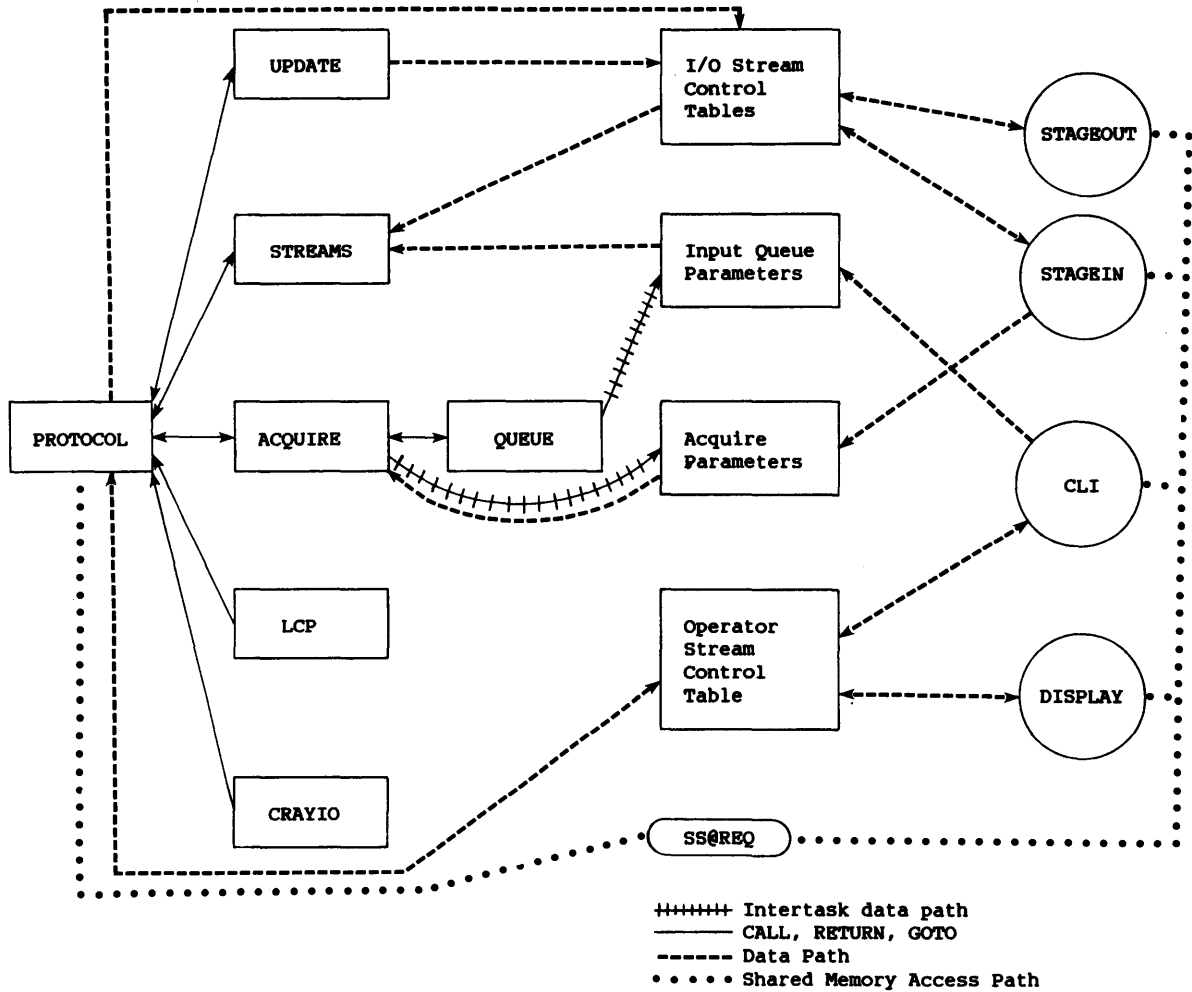 UPDATE
I/O Stream
Control
Tables
STAGEOUT
STREAMS
Input Queue
Parameters
STAGEIN
PROTOCOL
ACQUIRE
QUEUE
Acquire
Parameters
CLI
LCP
Operator
Stream
Control
Table
DISPLAY
CRAYIO
SS@REQ
Intertask data path
CALL, RETURN, GOTO
Data Path
Shared Memory Access Path